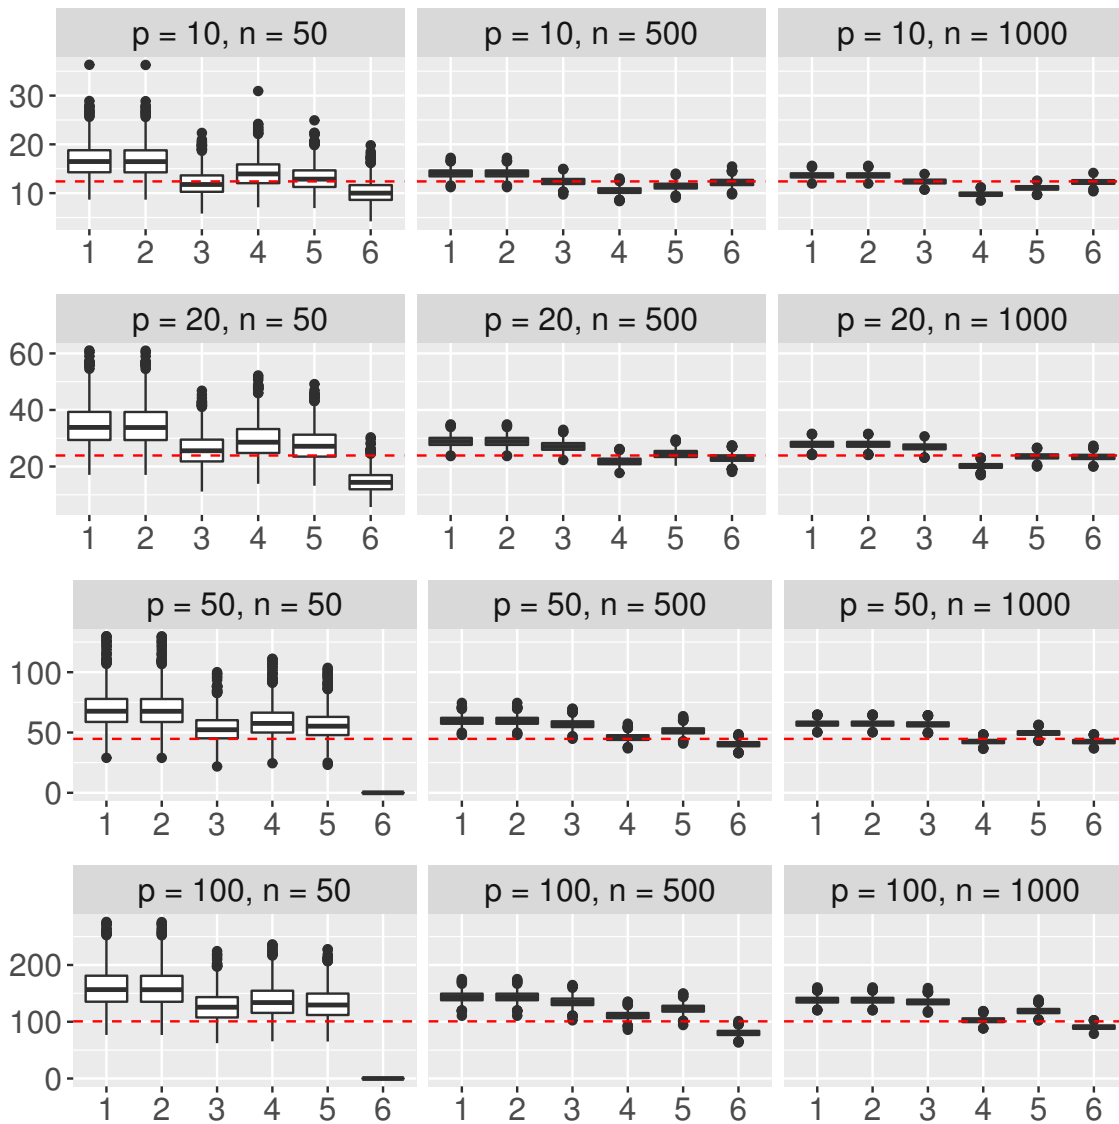 p = 10, n = 50 p = 10, n = 500 p = 10, n = 1000
30
20
10
1 2 3 4 5 6 1 2 3 4 5 6 1 2 3 4 5 6
p = 20, n = 50 p = 20, n = 500 p = 20, n = 1000
60
40
20
1 2 3 4 5 6 1 2 3 4 5 6 1 2 3 4 5 6
p = 50, n = 50 p = 50, n = 500 p = 50, n = 1000
100
50
0
1 2 3 4 5 6 1 2 3 4 5 6 1 2 3 4 5 6
p = 100, n = 50 p = 100, n = 500 p = 100, n = 1000
200
100
0
1 2 3 4 5 6 1 2 3 4 5 6 1 2 3 4 5 6